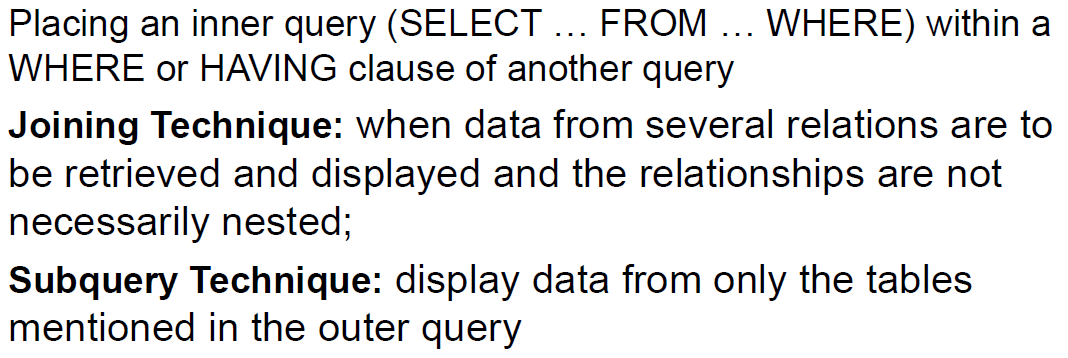 Placing an inner query (SELECT … FROM … WHERE) within a
WHERE or HAVING clause of another query
Joining Technique: when data from several relations are to
be retrieved and displayed and the relationships are not
necessarily nested;
Subquery Technique: display data from only the tables
mentioned in the outer query